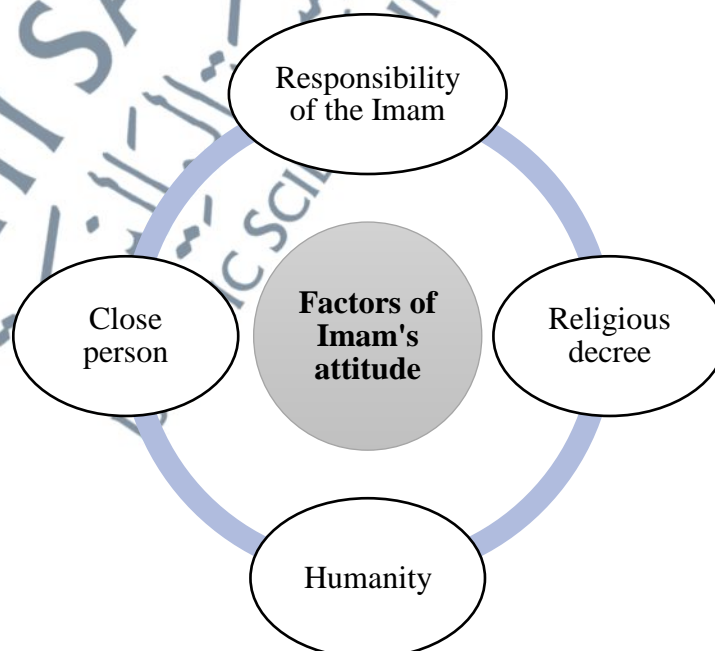 Responsibility
of the Imam
Close
person
Factors of
Imam's
attitude
Religious
decree
Humanity